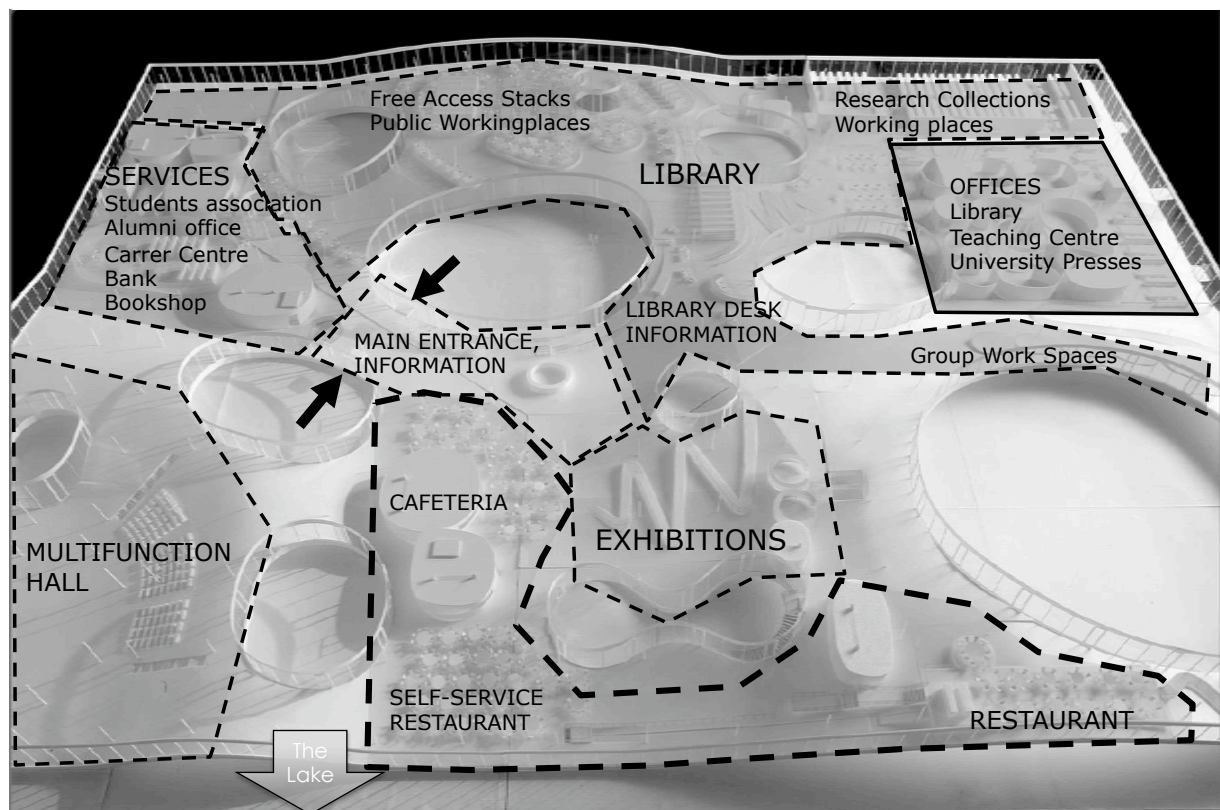 Free Access Stacks
Public Workingplaces
Research Collections
Working places
LIBRARY
SERVICES
Students association
Alumni office
Carrer Centre
Bank
Bookshop
OFFICES
Library
Teaching Centre
University Presses
LIBRARY DESK
INFORMATION
MAIN ENTRANCE,
INFORMATION
Group Work Spaces
CAFETERIA
EXHIBITIONS
MULTIFUNCTION
HALL
SELF-SERVICE
RESTAURANT
RESTAURANT
The
Lake